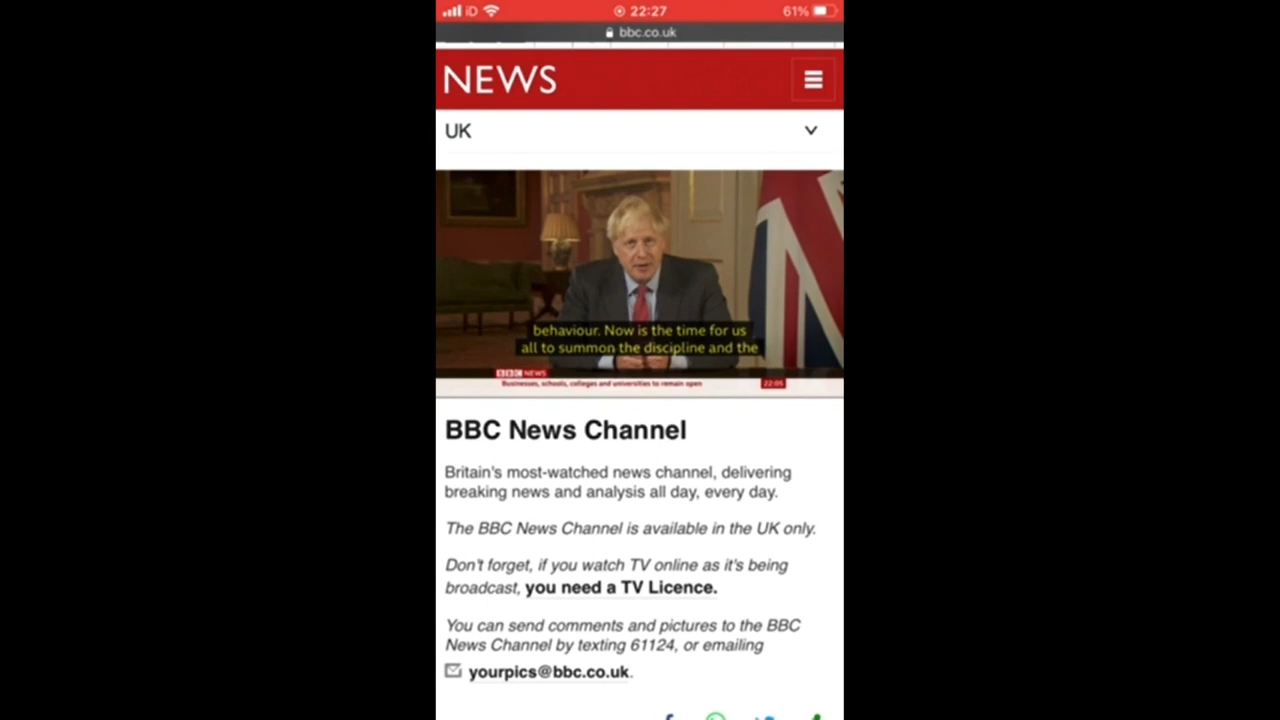 iD 22:27 61%
bbc.co.uk
NEWS
UK
behaviour. Now is the time for us
all to summon the discipline and the
BBC NEWS
Businesses, schools, colleges and universities to remain open 22:05
BBC News Channel
Britain's most-watched news channel, delivering
breaking news and analysis all day, every day.
The BBC News Channel is available in the UK only.
Don't forget, if you watch TV online as it's being
broadcast, you need a TV Licence.
You can send comments and pictures to the BBC
News Channel by texting 61124, or emailing
yourpics@bbc.co.uk.